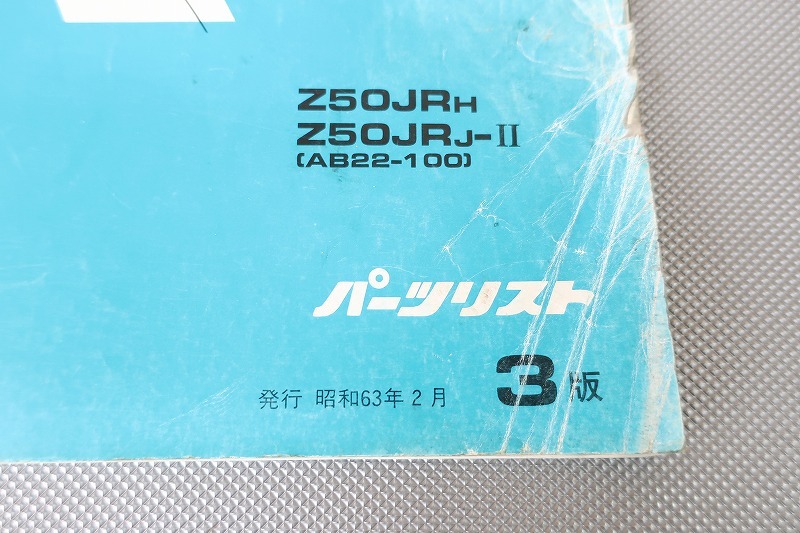 Z50JRH
Z50JRJ-II
(AB22-100)
パーツリスト
3版
発行 昭和63年2月